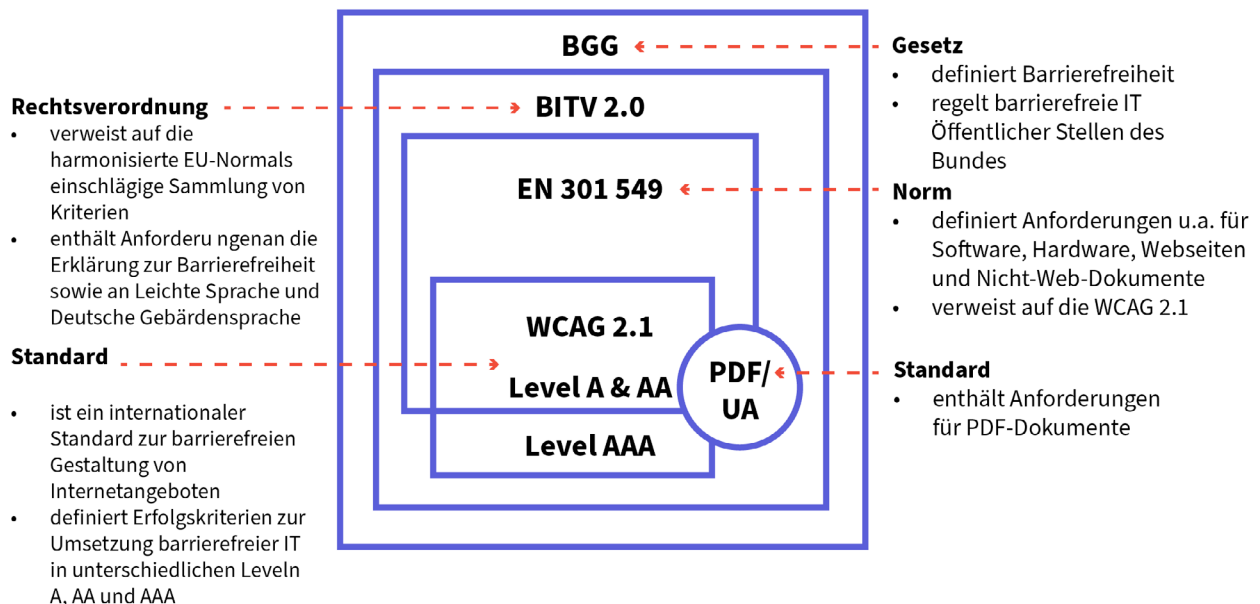 Rechtsverordnung
• verweist auf die
harmonisierte EU-Normals
einschlägige Sammlung von
Kriterien
• enthält Anforderu ngenan die
Erklärung zur Barrierefreiheit
sowie an Leichte Sprache und
Deutsche Gebärdensprache
Standard
• ist ein internationaler
Standard zur barrierefreien
Gestaltung von
Internetangeboten
• definiert Erfolgskriterien zur
Umsetzung barrierefreier IT
in unterschiedlichen Leveln
A, AA und AAA
BGG
BITV 2.0
EN 301 549
WCAG 2.1
Level A & AA
Level AAA
PDF/
UA
Gesetz
• definiert Barrierefreiheit
• regelt barrierefreie IT
Öffentlicher Stellen des
Bundes
Norm
• definiert Anforderungen u.a. für
Software, Hardware, Webseiten
und Nicht-Web-Dokumente
• verweist auf die WCAG 2.1
Standard
• enthält Anforderungen
für PDF-Dokumente